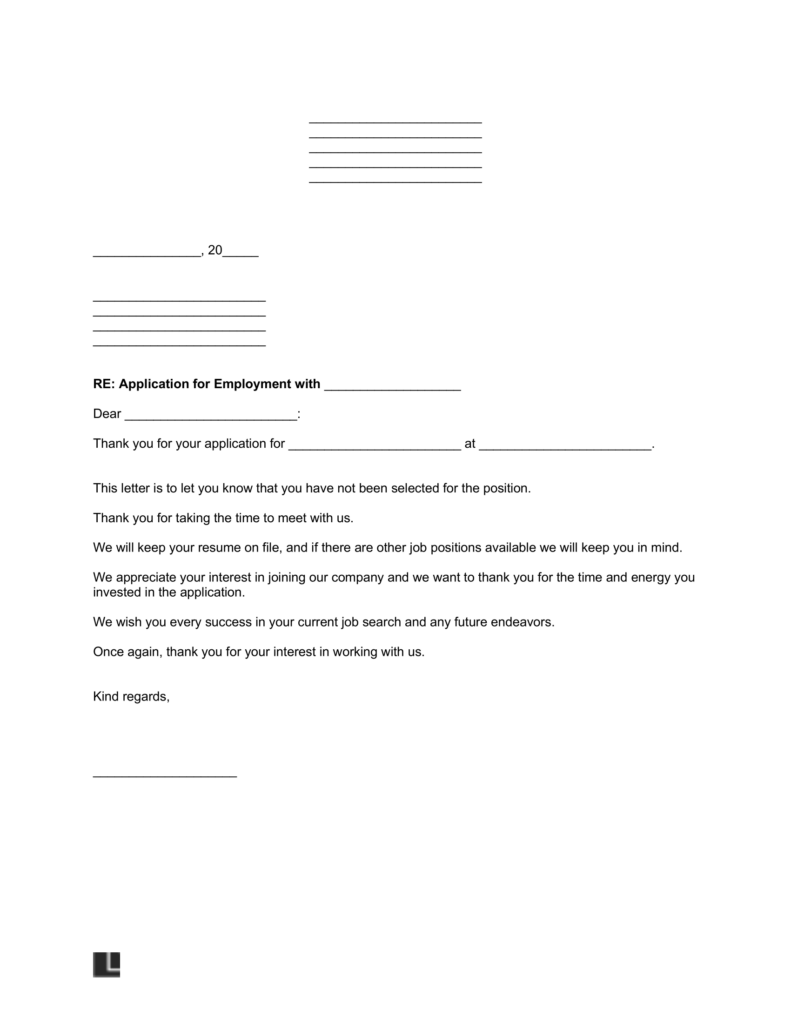 ________________________
________________________
________________________
________________________
________________________
_______________, 20_____
________________________
________________________
________________________
________________________
RE: Application for Employment with ___________________
Dear ________________________:
Thank you for your application for ________________________ at ________________________.
This letter is to let you know that you have not been selected for the position.
Thank you for taking the time to meet with us.
We will keep your resume on file, and if there are other job positions available we will keep you in mind.
We appreciate your interest in joining our company and we want to thank you for the time and energy you
invested in the application.
We wish you every success in your current job search and any future endeavors.
Once again, thank you for your interest in working with us.
Kind regards,
____________________